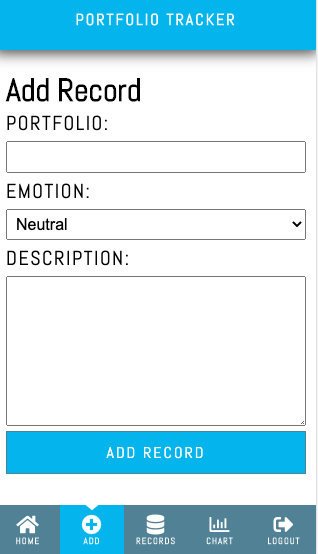 PORTFOLIO TRACKER
Add Record
PORTFOLIO:
EMOTION:
Neutral
DESCRIPTION:
ADD RECORD
HOME ADD RECORDS CHART LOGOUT